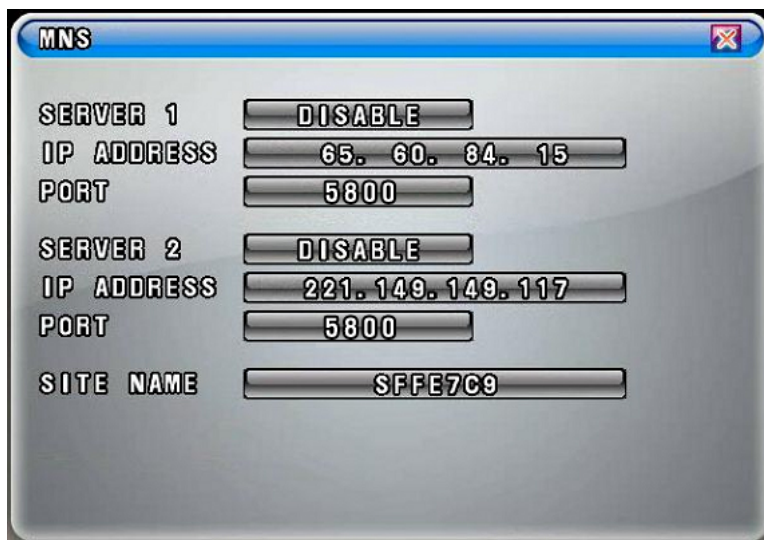 MNS
SERVER 1 DISABLE
IP ADDRESS 65. 60. 84. 15
PORT 5800
SERVER 2 DISABLE
IP ADDRESS 221.149.149.117
PORT 5800
SITE NAME SFFE7C9